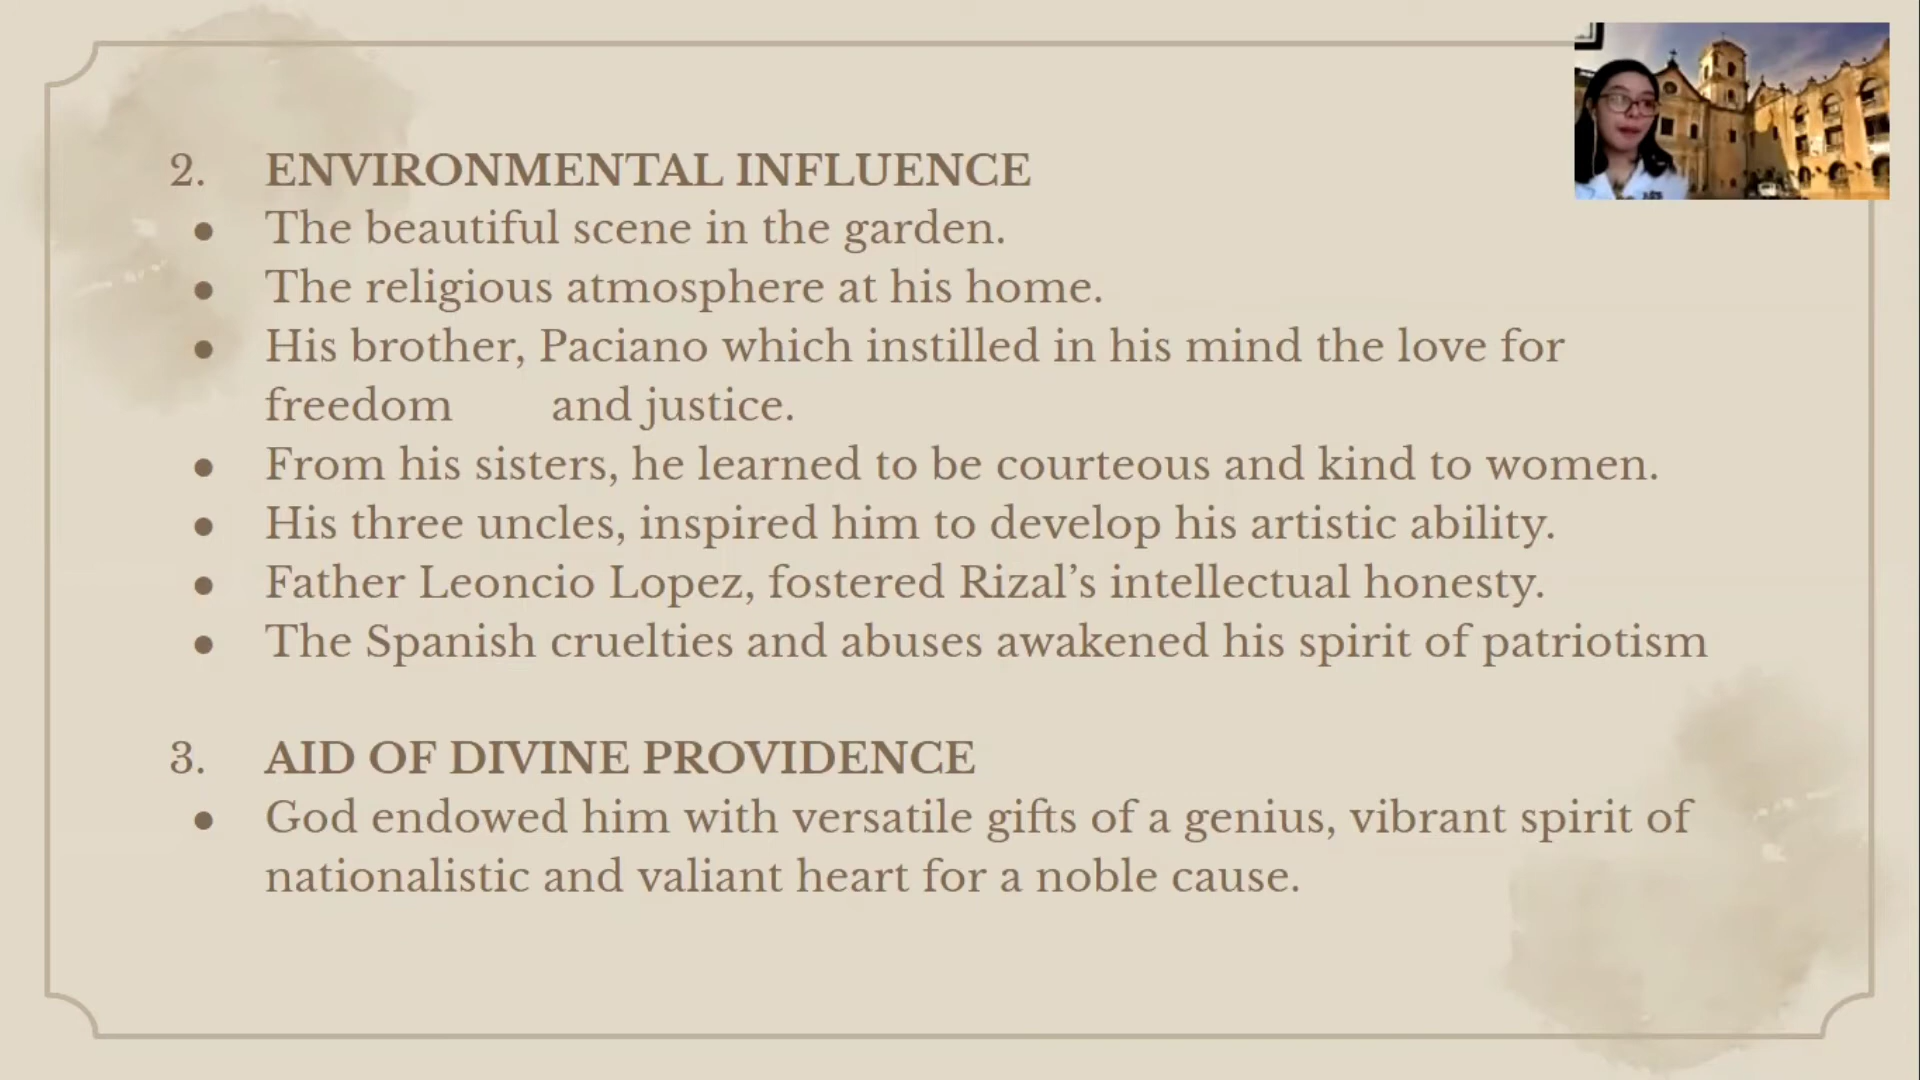 2. ENVIRONMENTAL INFLUENCE
● The beautiful scene in the garden.
● The religious atmosphere at his home.
● His brother, Paciano which instilled in his mind the love for
freedom and justice.
● From his sisters, he learned to be courteous and kind to women.
● His three uncles, inspired him to develop his artistic ability.
● Father Leoncio Lopez, fostered Rizal’s intellectual honesty.
● The Spanish cruelties and abuses awakened his spirit of patriotism
3. AID OF DIVINE PROVIDENCE
● God endowed him with versatile gifts of a genius, vibrant spirit of
nationalistic and valiant heart for a noble cause.